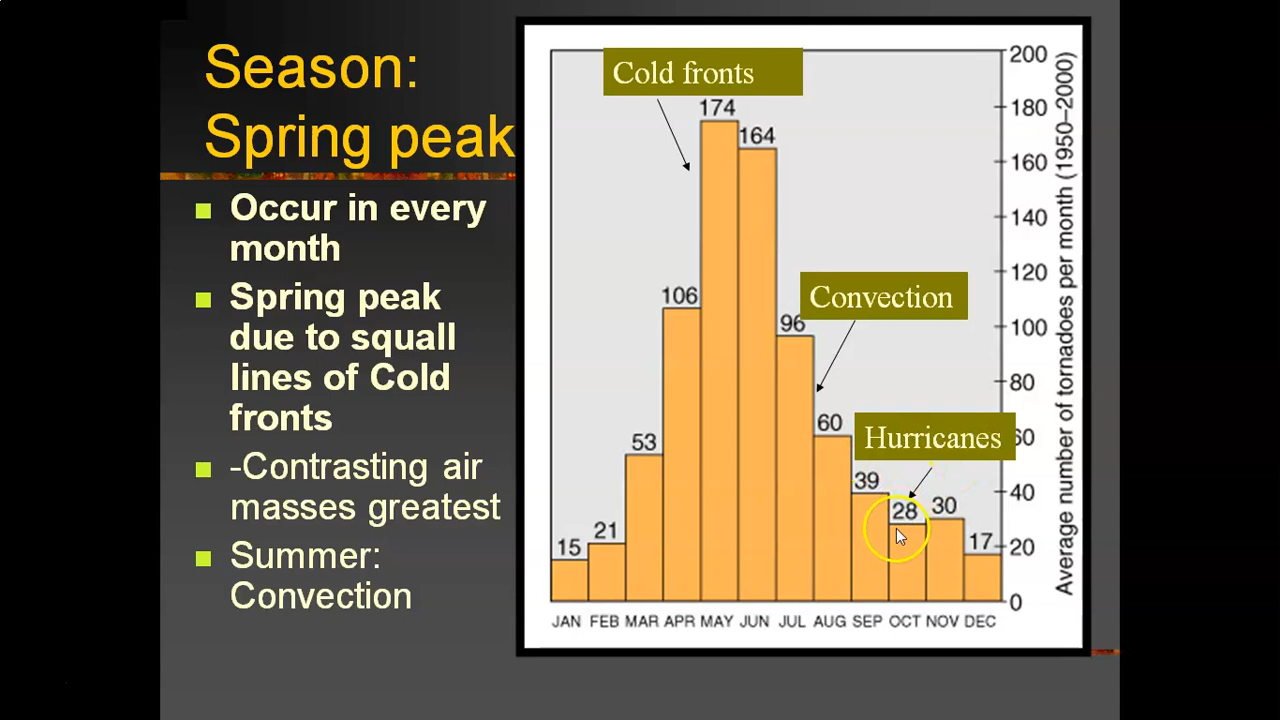 Season:
Spring peak
Occur in every
month
Spring peak
due to squall
lines of Cold
fronts
-Contrasting air
masses greatest
Summer:
Convection
Cold fronts
Convection
Hurricanes
15
21
53
106
174
164
96
60
39
28
30
17
JAN FEB MAR APR MAY JUN JUL AUG SEP OCT NOV DEC
200
180
160
140
120
100
80
60
40
20
0
Average number of tornadoes per month (1950–2000)